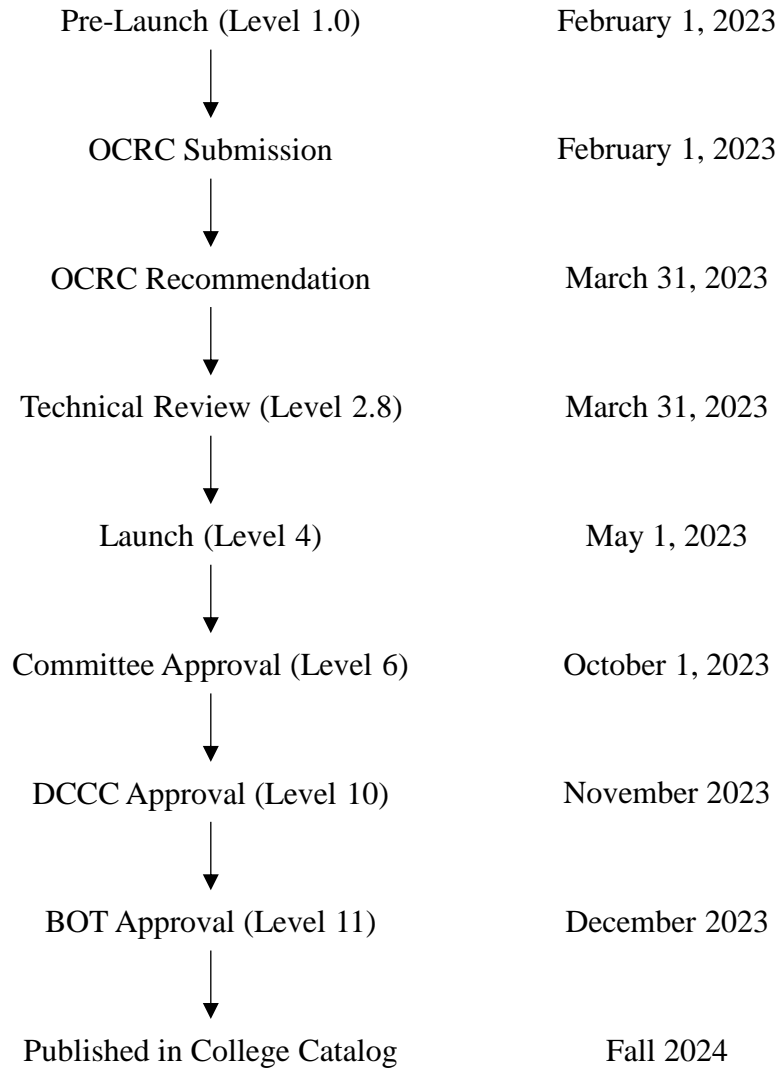 Pre-Launch (Level 1.0) February 1, 2023
OCRC Submission February 1, 2023
OCRC Recommendation March 31, 2023
Technical Review (Level 2.8) March 31, 2023
Launch (Level 4) May 1, 2023
Committee Approval (Level 6) October 1, 2023
DCCC Approval (Level 10) November 2023
BOT Approval (Level 11) December 2023
Published in College Catalog Fall 2024